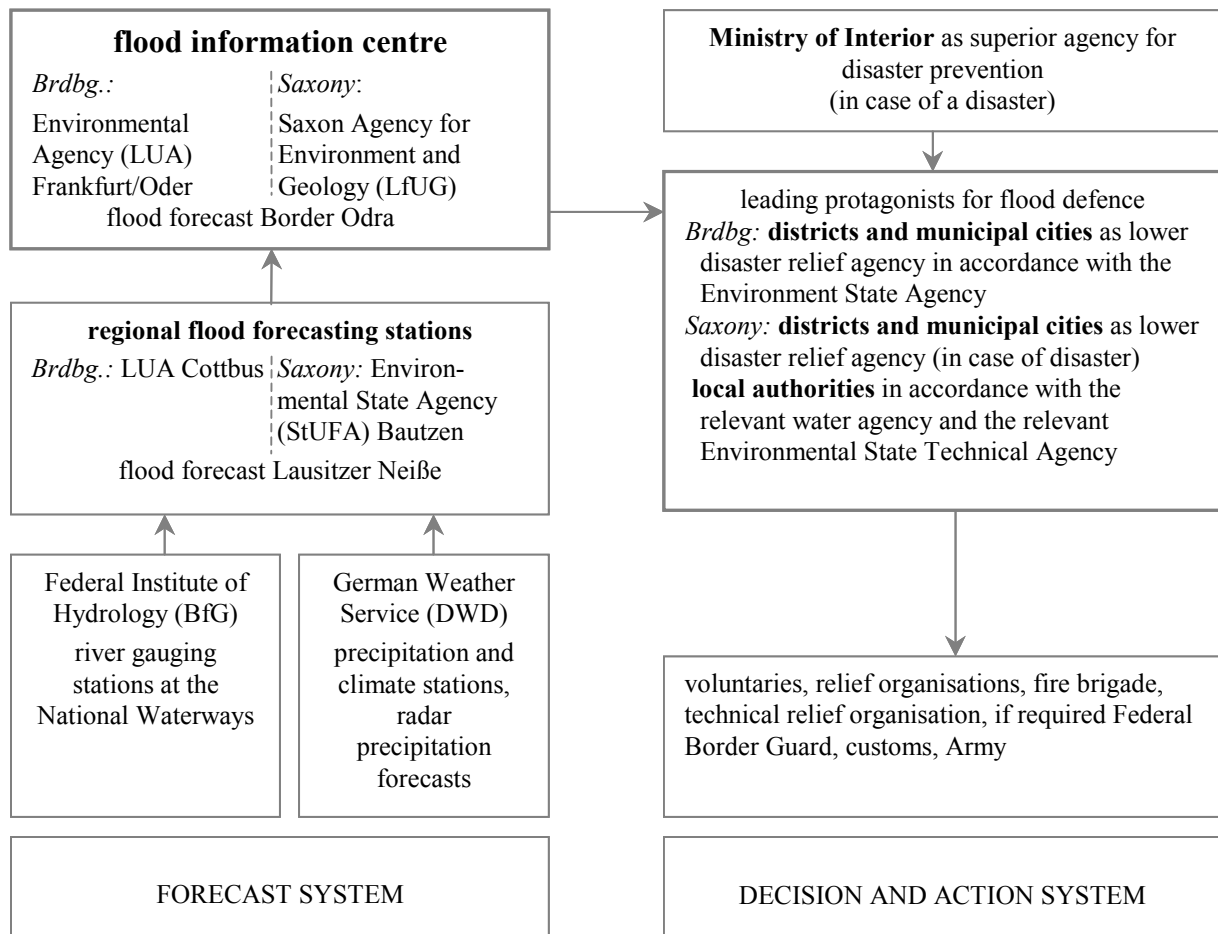 flood information centre
Brdbg.:
Environmental
Agency (LUA)
Frankfurt/Oder
Saxony:
Saxon Agency for
Environment and
Geology (LfUG)
flood forecast Border Odra
regional flood forecasting stations
Brdbg.: LUA Cottbus
Saxony: Environ-
mental State Agency
(StUFA) Bautzen
flood forecast Lausitzer Neiße
Federal Institute of
Hydrology (BfG)
river gauging
stations at the
National Waterways
German Weather
Service (DWD)
precipitation and
climate stations,
radar
precipitation
forecasts
FORECAST SYSTEM
Ministry of Interior as superior agency for
disaster prevention
(in case of a disaster)
leading protagonists for flood defence
Brdbg: districts and municipal cities as lower
disaster relief agency in accordance with the
Environment State Agency
Saxony: districts and municipal cities as lower
disaster relief agency (in case of disaster)
local authorities in accordance with the
relevant water agency and the relevant
Environmental State Technical Agency
voluntaries, relief organisations, fire brigade,
technical relief organisation, if required Federal
Border Guard, customs, Army
DECISION AND ACTION SYSTEM